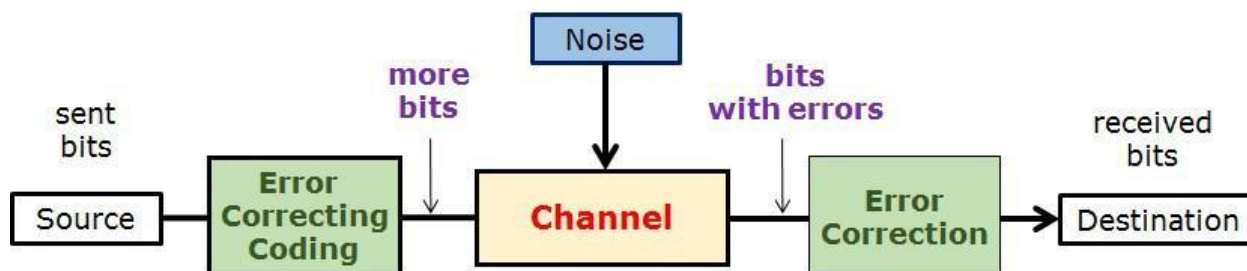 sent
bits
Source
Error
Correcting
Coding
more
bits
Noise
Channel
bits
with errors
Error
Correction
received
bits
Destination